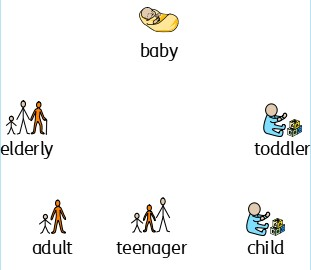 baby
elderly
toddler
adult
teenager
child